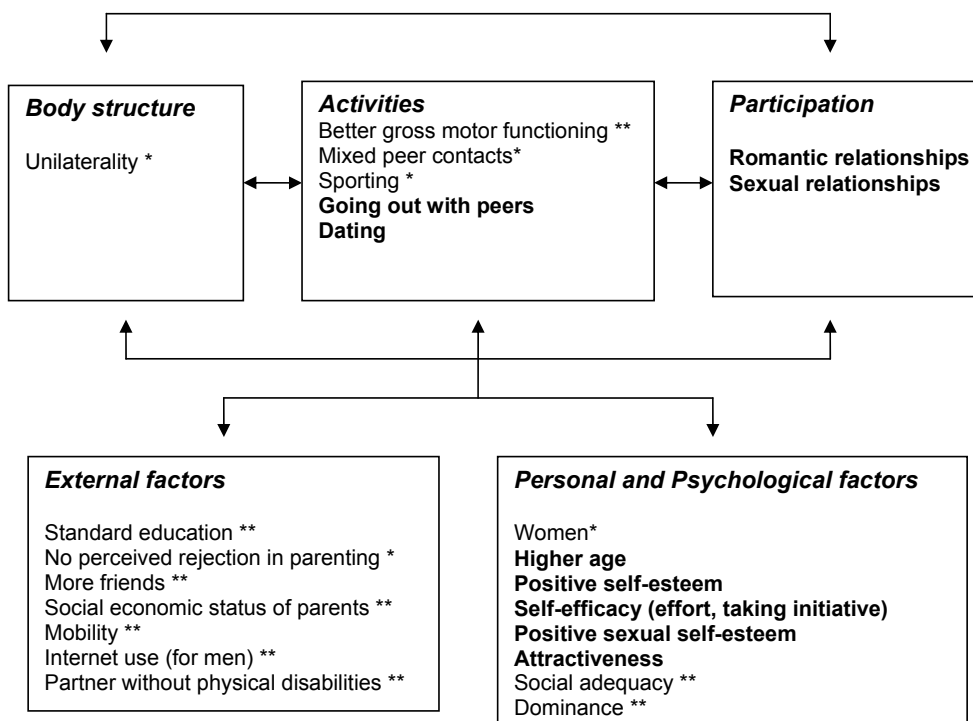 Body structure
Unilaterality *
Activities
Better gross motor functioning **
Mixed peer contacts*
Sporting *
Going out with peers
Dating
Participation
Romantic relationships
Sexual relationships
External factors
Standard education **
No perceived rejection in parenting *
More friends **
Social economic status of parents **
Mobility **
Internet use (for men) **
Partner without physical disabilities **
Personal and Psychological factors
Women*
Higher age
Positive self-esteem
Self-efficacy (effort, taking initiative)
Positive sexual self-esteem
Attractiveness
Social adequacy **
Dominance **